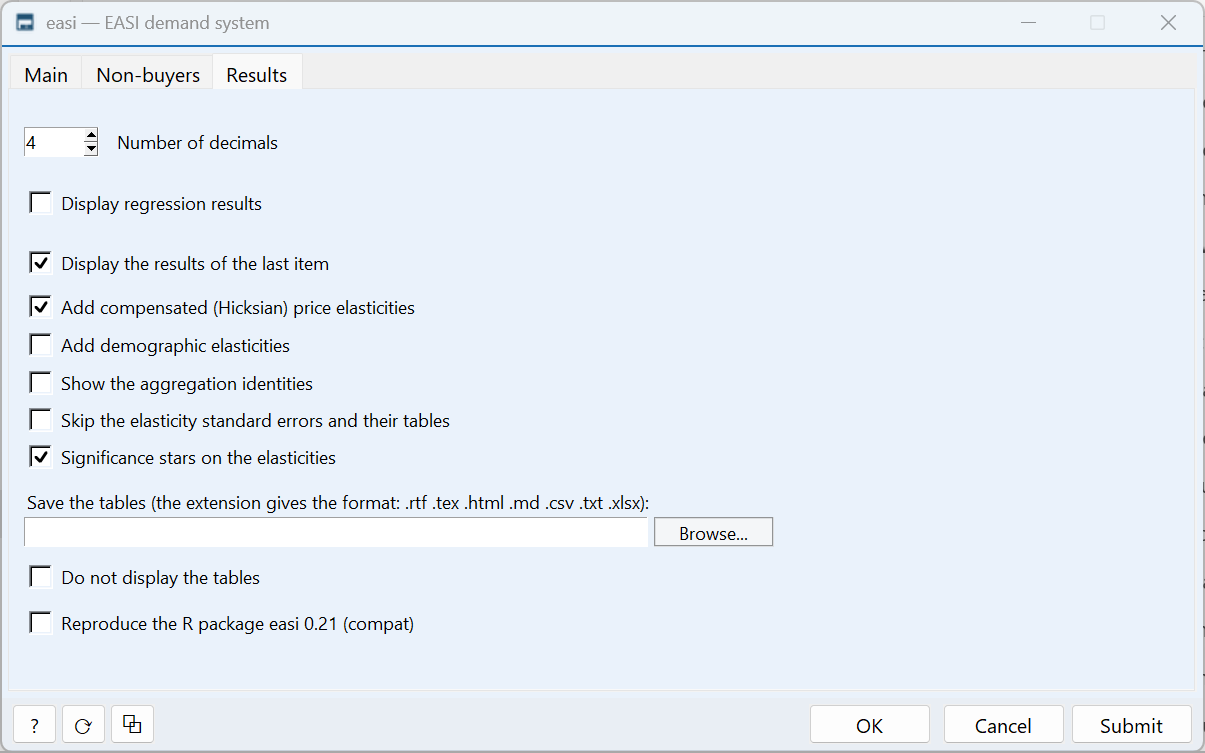 easi — EASI demand system
Main Non-buyers Results
4 Number of decimals
Display regression results
Display the results of the last item
Add compensated (Hicksian) price elasticities
Add demographic elasticities
Show the aggregation identities
Skip the elasticity standard errors and their tables
Significance stars on the elasticities
Save the tables (the extension gives the format: .rtf .tex .html .md .csv .txt .xlsx):
Browse...
Do not display the tables
Reproduce the R package easi 0.21 (compat)
? OK Cancel Submit